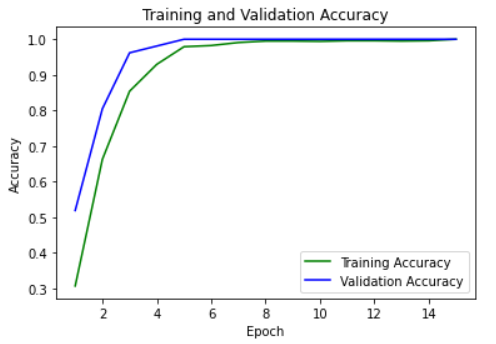 Training and Validation Accuracy
1.0
0.9
0.8
0.7
0.6
0.5
0.4
0.3
Accuracy
Training Accuracy
Validation Accuracy
2 4 6 8 10 12 14
Epoch